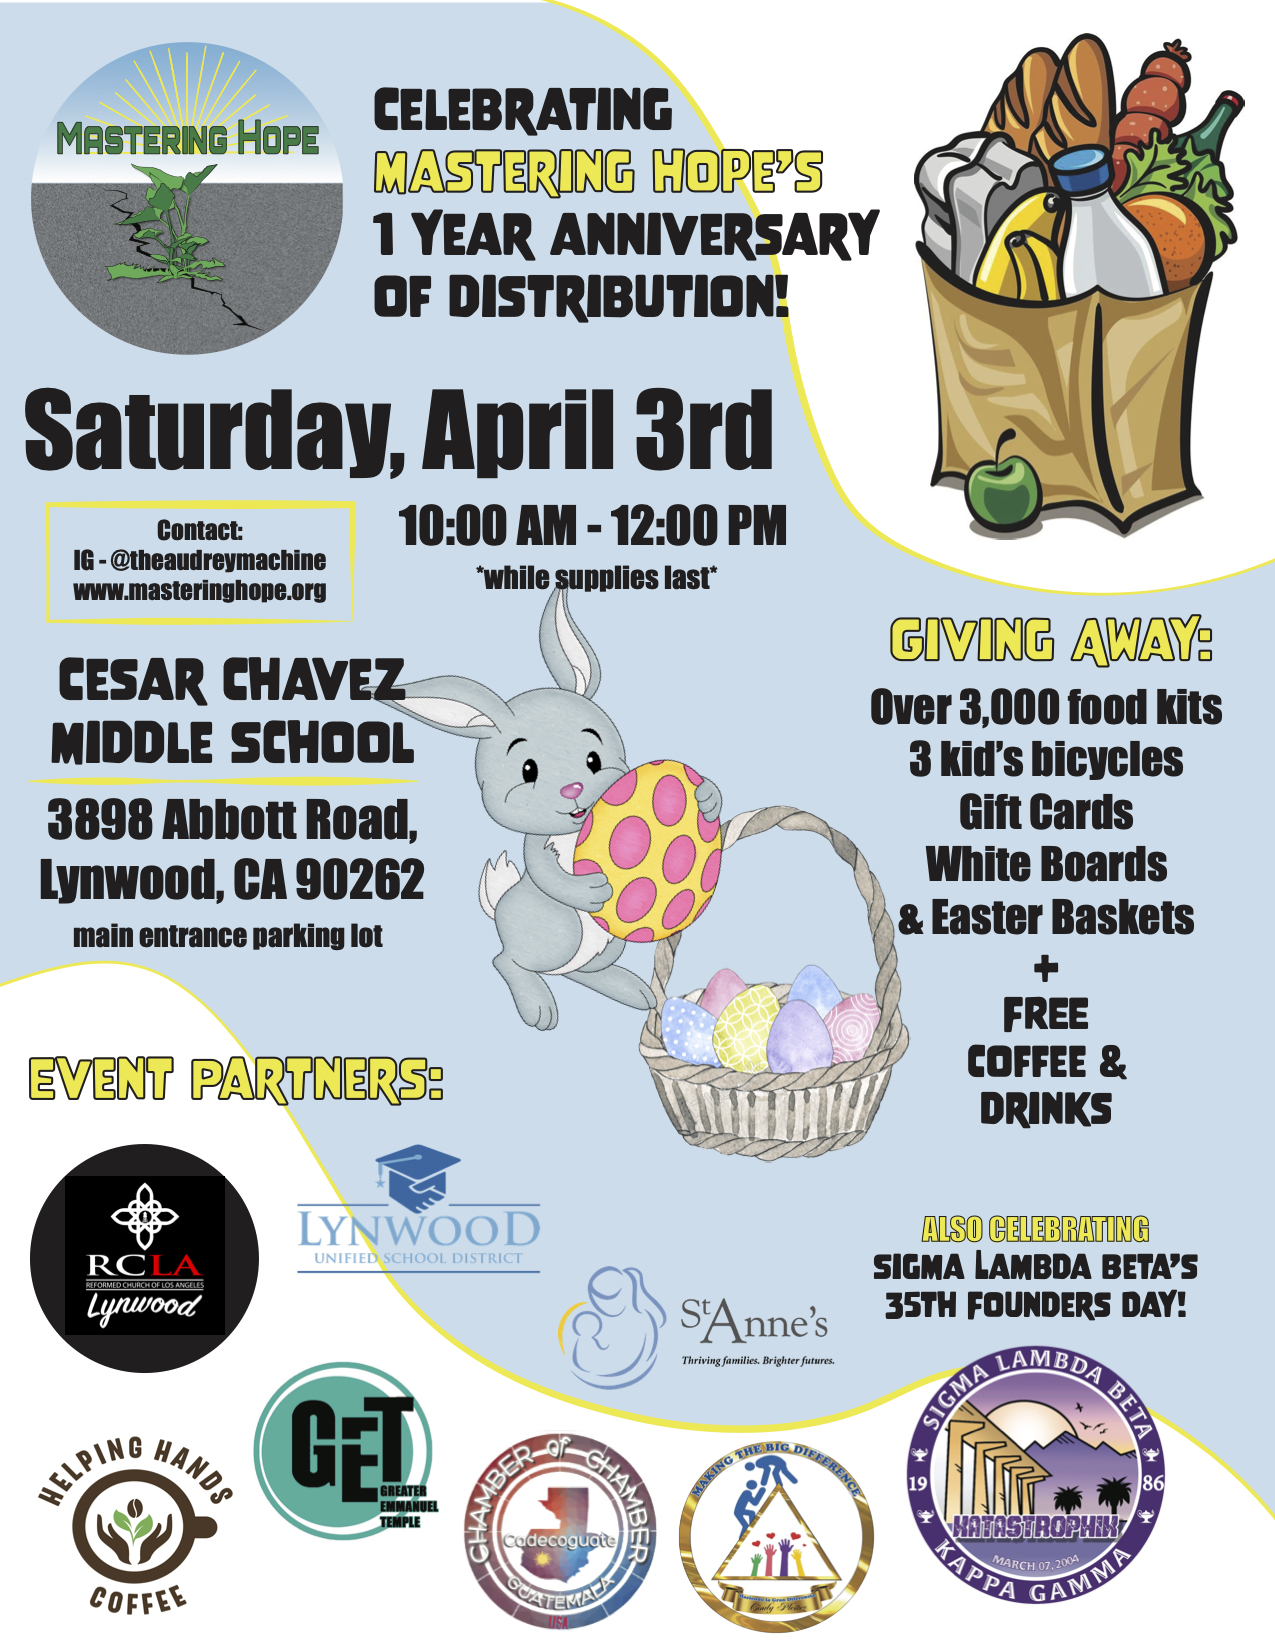 MASTERING HOPE
CELEBRATING
MASTERING HOPE'S
1 YEAR ANNIVERSARY
OF DISTRIBUTION!
Saturday, April 3rd
10:00 AM - 12:00 PM
*while supplies last*
Contact:
IG - @theaudreymachine
www.masteringhope.org
CESAR CHAVEZ
MIDDLE SCHOOL
3898 Abbott Road,
Lynwood, CA 90262
main entrance parking lot
GIVING AWAY:
Over 3,000 food kits
3 kid's bicycles
Gift Cards
White Boards
& Easter Baskets
+
FREE
COFFEE &
DRINKS
EVENT PARTNERS:
RCLA
REFORMED CHURCH OF LOS ANGELES
Lynwood
LYNWOOD
UNIFIED SCHOOL DISTRICT
St Anne's
Thriving families. Brighter futures.
HELPING HANDS
COFFEE
GET
GREATER
EMMANUEL
TEMPLE
CHAMBER OF CHAMBER
Cadecoguate
GUATEMALA
USA
MAKING THE BIG DIFFERENCE
ALSO CELEBRATING
SIGMA LAMBDA BETA'S
35TH FOUNDERS DAY!
SIGMA LAMBDA BETA
19 86
KATASTROPHIK
MARCH 07, 2004
KAPPA GAMMA